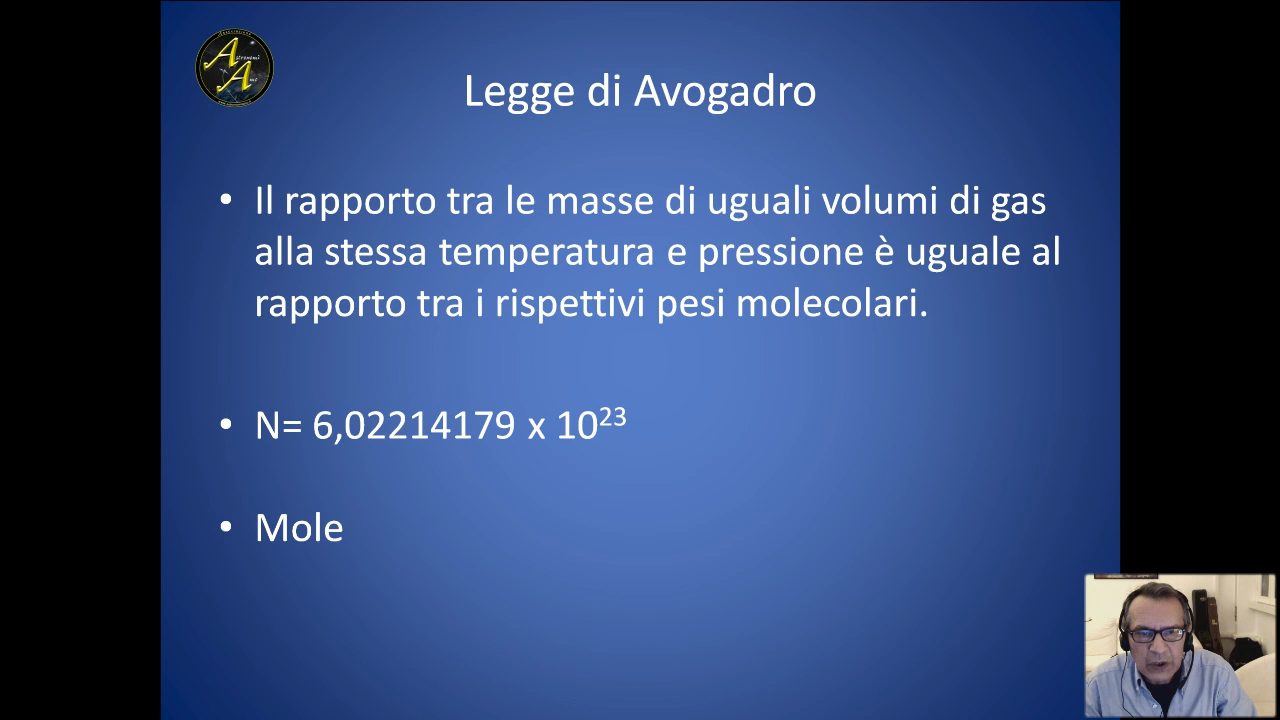 Legge di Avogadro
• Il rapporto tra le masse di uguali volumi di gas
alla stessa temperatura e pressione è uguale al
rapporto tra i rispettivi pesi molecolari.
• N= 6,02214179 x 10²³
• Mole